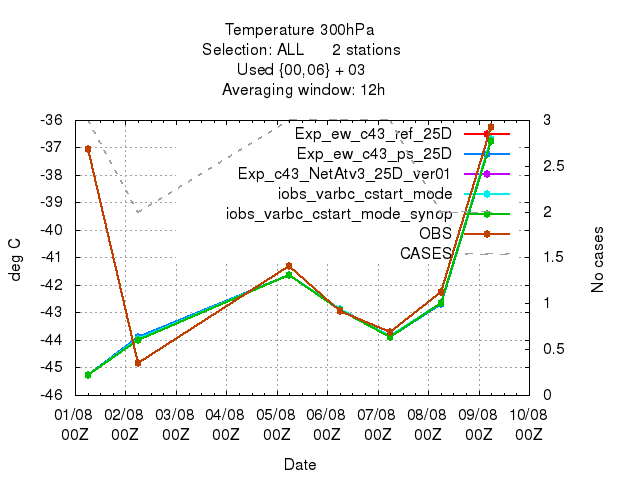 Temperature 300hPa
Selection: ALL 2 stations
Used {00,06} + 03
Averaging window: 12h
-36
-37
-38
-39
-40
-41
-42
-43
-44
-45
-46
deg C
3
2.5
2
1.5
1
0.5
0
No cases
Exp_ew_c43_ref_25D
Exp_ew_c43_ps_25D
Exp_c43_NetAtv3_25D_ver01
iobs_varbc_cstart_mode
iobs_varbc_cstart_mode_synop
OBS
CASES
01/08 02/08 03/08 04/08 05/08 06/08 07/08 08/08 09/08 10/08
00Z 00Z 00Z 00Z 00Z 00Z 00Z 00Z 00Z 00Z
Date